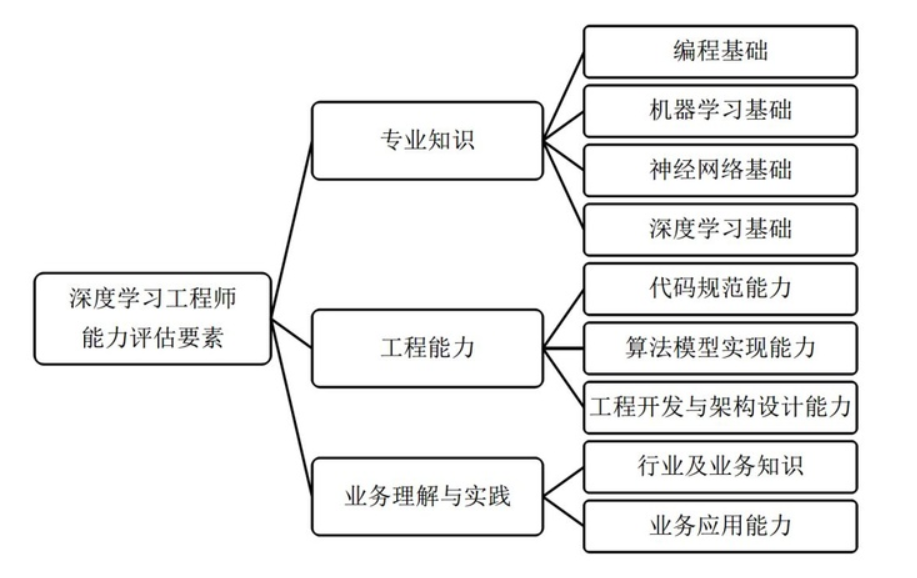 深度学习工程师
能力评估要素
专业知识
编程基础
机器学习基础
神经网络基础
深度学习基础
工程能力
代码规范能力
算法模型实现能力
工程开发与架构设计能力
业务理解与实践
行业及业务知识
业务应用能力